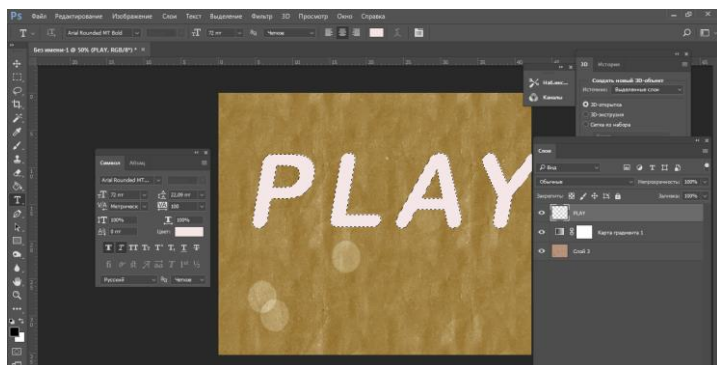 Ps Файл Редактирование Изображение Слои Текст Выделение Фильтр 3D Просмотр Окно Справка
T Arial Rounded MT Bold 72 пт Четкое
Без имени-1 @ 50% (PLAY, RGB/8*) * ×
3D История
Создать новый 3D-объект
Источник: Выделенные слои
3D-открытка
3D-экструзия
Сетка из набора
Каналы
Символ Абзац
Arial Rounded MT...
72 пт 22,89 пт
Метрически 100
100% 100%
0 пт Цвет:
Русский Четкое
PLAY
Слои
Вид
Обычные Непрозрачность: 100%
Закрепить: Заливка: 100%
PLAY
Карта градиента 1
Слой 3